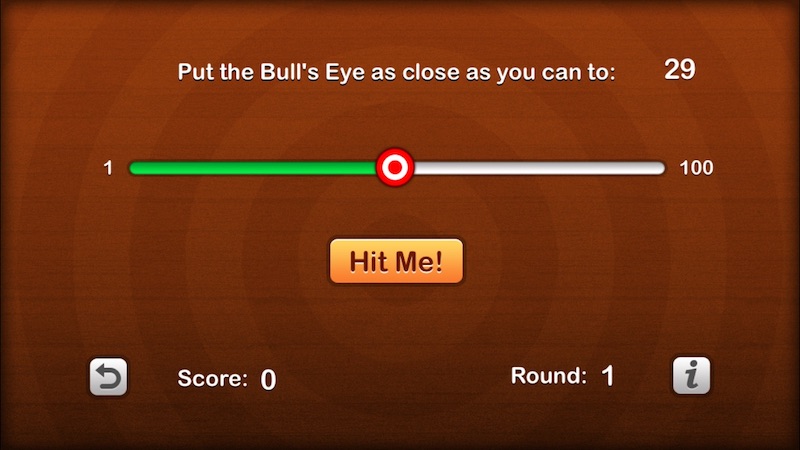 Put the Bull's Eye as close as you can to: 29
1 100
Hit Me!
Score: 0 Round: 1 i